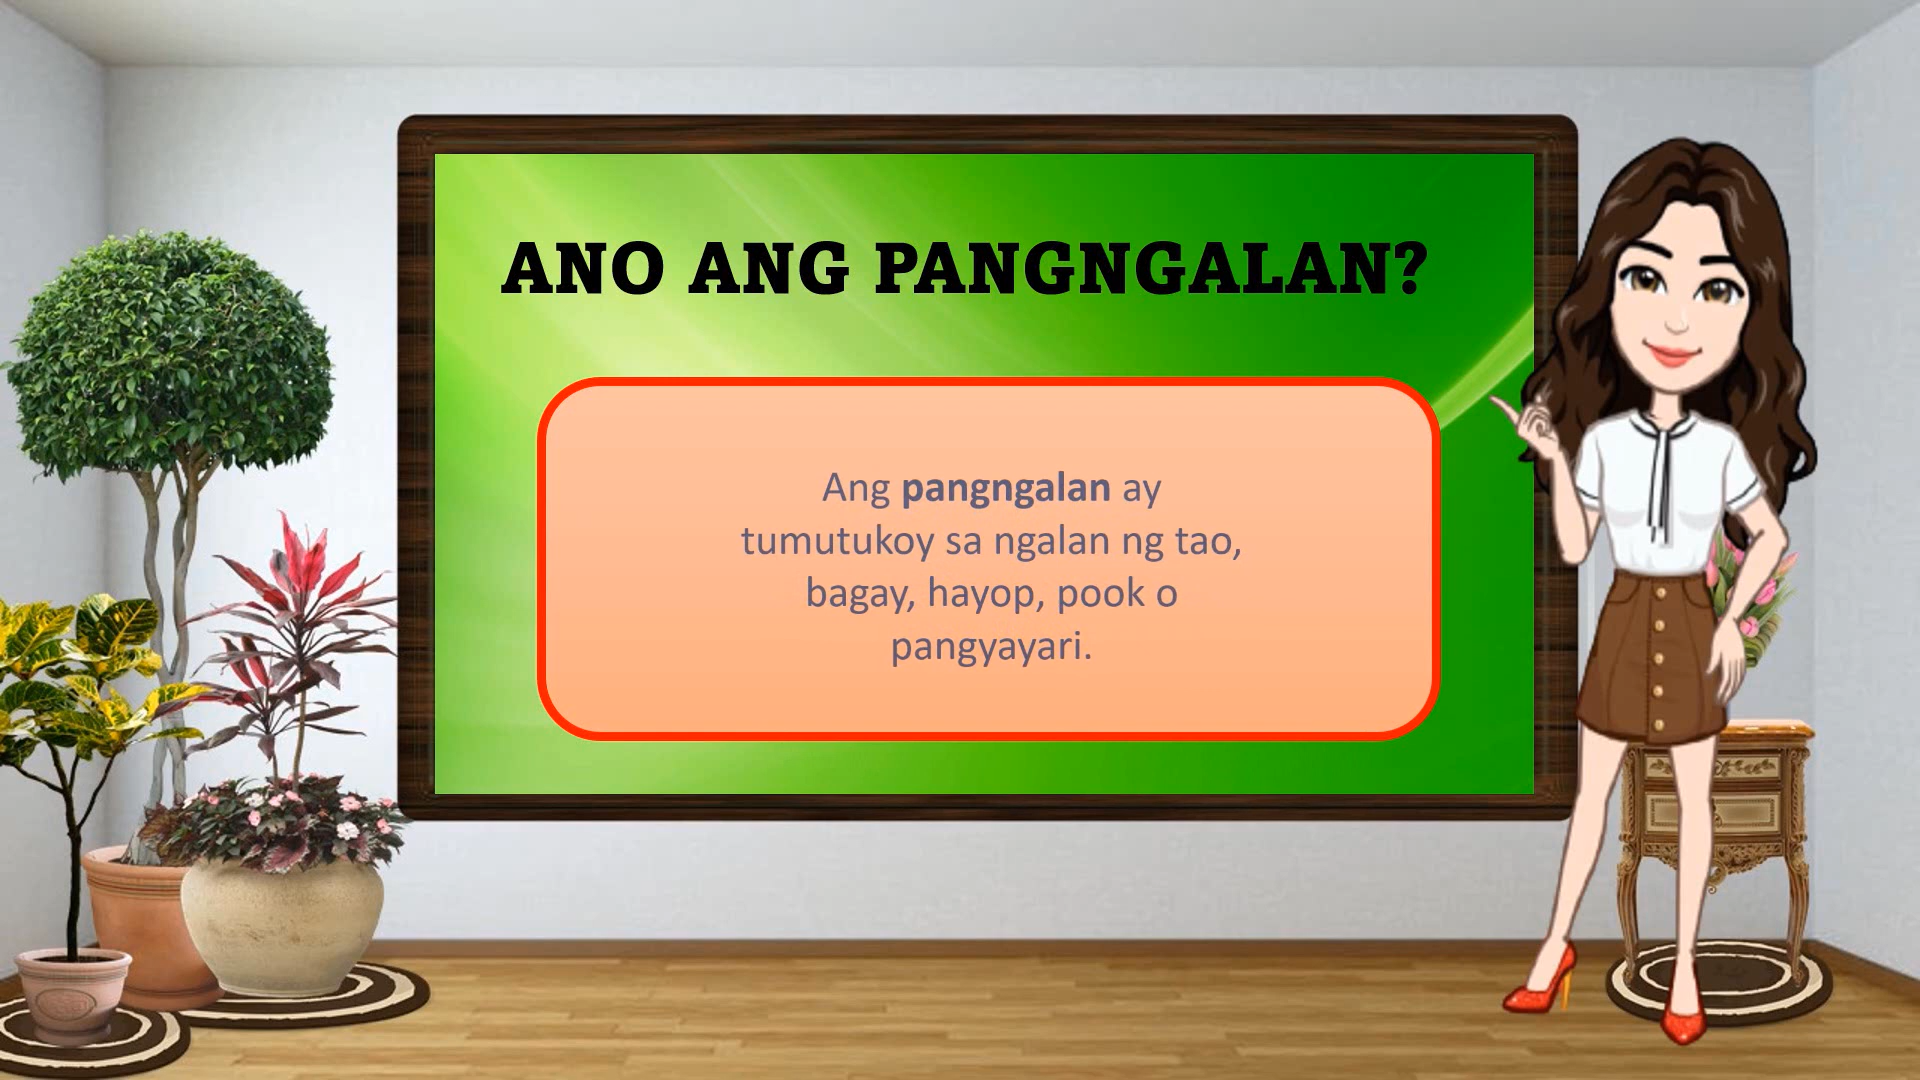 ANO ANG PANGNGALAN?
Ang pangngalan ay
tumutukoy sa ngalan ng tao,
bagay, hayop, pook o
pangyayari.